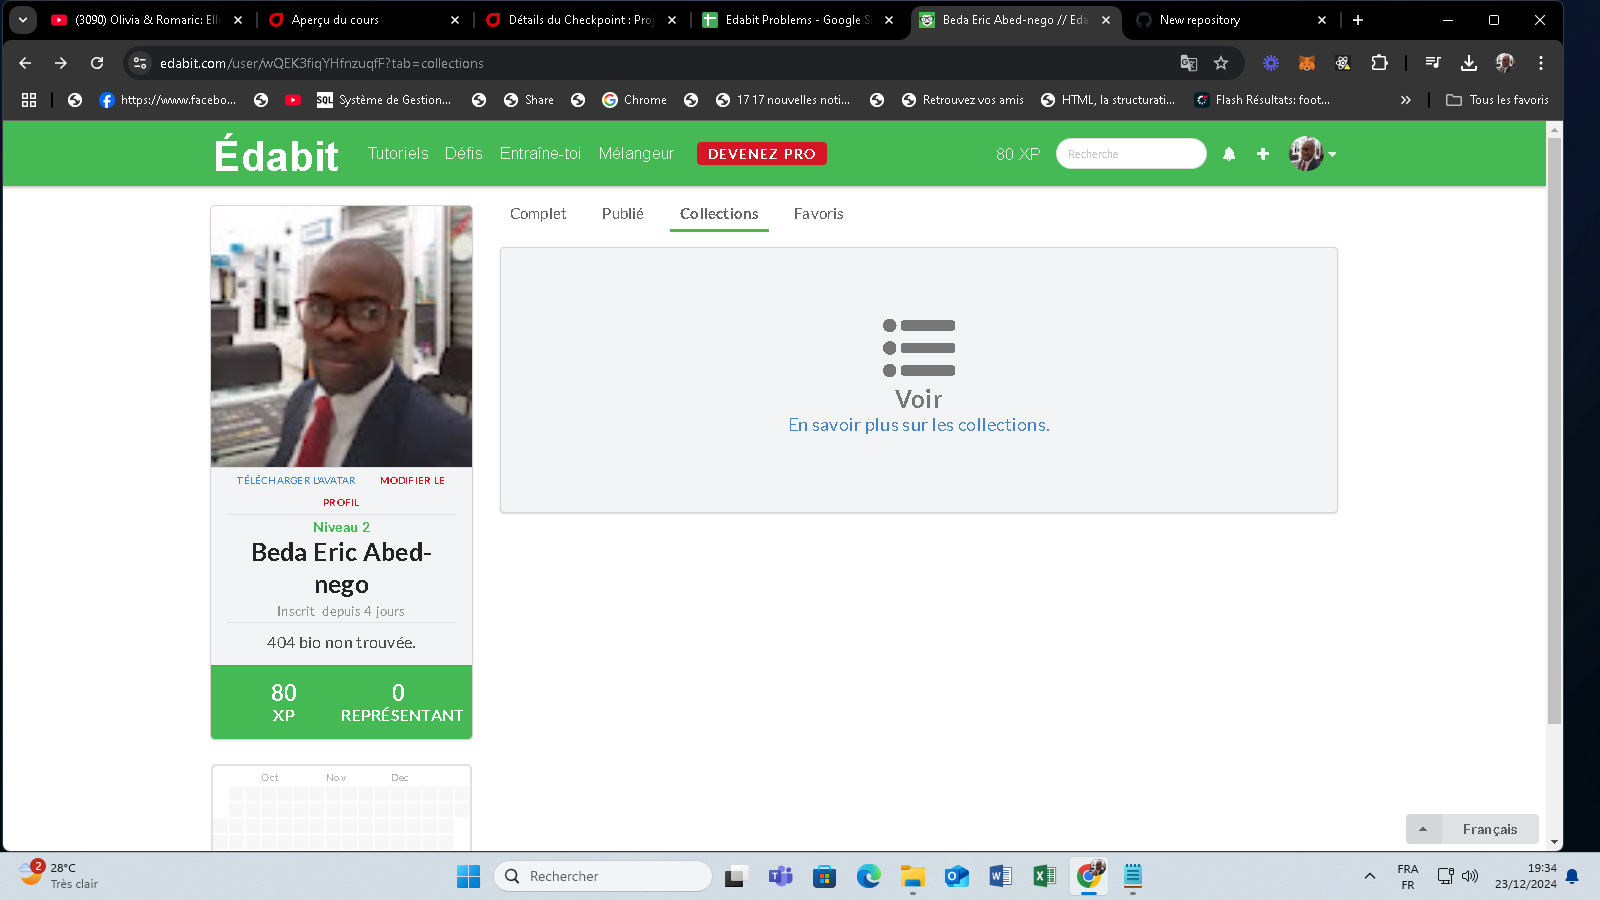 (3090) Olivia & Romaric: Elle
Aperçu du cours
Détails du Checkpoint : Proj
Edabit Problems - Google S
Beda Eric Abed-nego // Eda
New repository
edabit.com/user/wQEK3fiqYHfnzuqfF?tab=collections
https://www.facebo...
SQL Système de Gestion...
Share
Chrome
17 17 nouvelles noti...
Retrouvez vos amis
HTML, la structurati...
Flash Résultats: foot...
Tous les favoris
Édabit
Tutoriels
Défis
Entraîne-toi
Mélangeur
DEVENEZ PRO
80 XP
Recherche
Complet
Publié
Collections
Favoris
Voir
En savoir plus sur les collections.
TÉLÉCHARGER L'AVATAR
MODIFIER LE
PROFIL
Niveau 2
Beda Eric Abed-
nego
Inscrit depuis 4 jours
404 bio non trouvée.
80
XP
0
REPRÉSENTANT
Oct
Nov
Dec
Français
2
28°C
Très clair
Rechercher
FRA
FR
19:34
23/12/2024